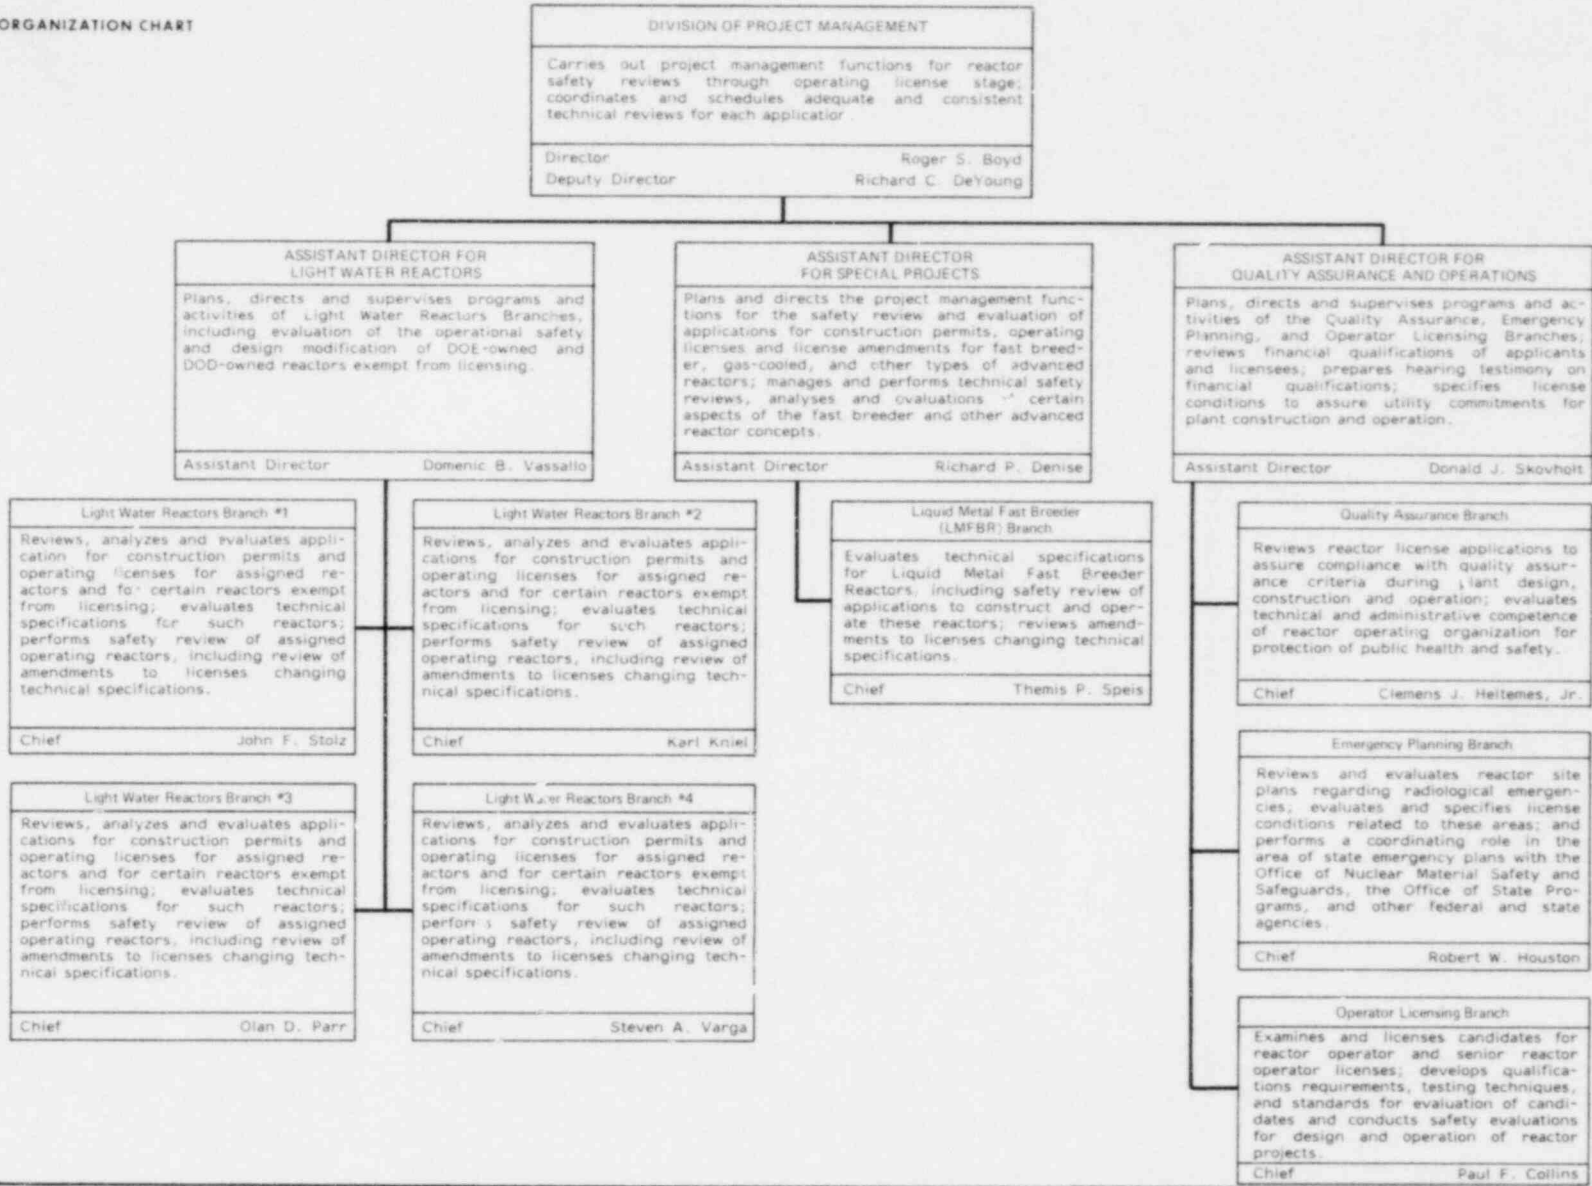 ORGANIZATION CHART
DIVISION OF PROJECT MANAGEMENT
Carries out project management functions for reactor
safety reviews through operating license stage;
coordinates and schedules adequate and consistent
technical reviews for each applicatior
Director Roger S. Boyd
Deputy Director Richard C. DeYoung
ASSISTANT DIRECTOR FOR
LIGHT WATER REACTORS
Plans, directs and supervises programs and
activities of Light Water Reactors Branches,
including evaluation of the operational safety
and design modification of DOE-owned and
DOD-owned reactors exempt from licensing.
Assistant Director Domenic B. Vassallo
ASSISTANT DIRECTOR
FOR SPECIAL PROJECTS
Plans and directs the project management func-
tions for the safety review and evaluation of
applications for construction permits, operating
licenses and license amendments for fast breed-
er, gas-cooled, and other types of advanced
reactors; manages and performs technical safety
reviews, analyses and evaluations certain
aspects of the fast breeder and other advanced
reactor concepts.
Assistant Director Richard P. Denise
ASSISTANT DIRECTOR FOR
QUALITY ASSURANCE AND OPERATIONS
Plans, directs and supervises programs and ac-
tivities of the Quality Assurance, Emergency
Planning, and Operator Licensing Branches;
reviews financial qualifications of applicants
and licensees; prepares hearing testimony on
financial qualifications; specifies license
conditions to assure utility commitments for
plant construction and operation.
Assistant Director Donald J. Skovholt
Light Water Reactors Branch #1
Reviews, analyzes and evaluates appli-
cation for construction permits and
operating licenses for assigned re-
actors and for certain reactors exempt
from licensing; evaluates technical
specifications for such reactors;
performs safety review of assigned
operating reactors, including review of
amendments to licenses changing
technical specifications.
Chief John F. Stolz
Light Water Reactors Branch #2
Reviews, analyzes and evaluates appli-
cations for construction permits and
operating licenses for assigned re-
actors and for certain reactors exempt
from licensing; evaluates technical
specifications for such reactors;
performs safety review of assigned
operating reactors, including review of
amendments to licenses changing tech-
nical specifications.
Chief Karl Kniel
Liquid Metal Fast Breeder
(LMFBR) Branch
Evaluates technical specifications
for Liquid Metal Fast Breeder
Reactors, including safety review of
applications to construct and oper-
ate these reactors; reviews amend-
ments to licenses changing technical
specifications.
Chief Themis P. Speis
Quality Assurance Branch
Reviews reactor license applications to
assure compliance with quality assur-
ance criteria during plant design,
construction and operation; evaluates
technical and administrative competence
of reactor operating organization for
protection of public health and safety.
Chief Clemens J. Heltemes, Jr.
Light Water Reactors Branch #3
Reviews, analyzes and evaluates appli-
cations for construction permits and
operating licenses for assigned re-
actors and for certain reactors exempt
from licensing; evaluates technical
specifications for such reactors;
performs safety review of assigned
operating reactors, including review of
amendments to licenses changing tech-
nical specifications.
Chief Olan D. Parr
Light Water Reactors Branch #4
Reviews, analyzes and evaluates appli-
cations for construction permits and
operating licenses for assigned re-
actors and for certain reactors exempt
from licensing; evaluates technical
specifications for such reactors;
performs safety review of assigned
operating reactors, including review of
amendments to licenses changing tech-
nical specifications.
Chief Steven A. Varga
Emergency Planning Branch
Reviews and evaluates reactor site
plans regarding radiological emergen-
cies; evaluates and specifies license
conditions related to these areas; and
performs a coordinating role in the
area of state emergency plans with the
Office of Nuclear Material Safety and
Safeguards, the Office of State Pro-
grams, and other federal and state
agencies.
Chief Robert W. Houston
Operator Licensing Branch
Examines and licenses candidates for
reactor operator and senior reactor
operator licenses; develops qualifica-
tions requirements, testing techniques,
and standards for evaluation of candi-
dates and conducts safety evaluations
for design and operation of reactor
projects.
Chief Paul F. Collins